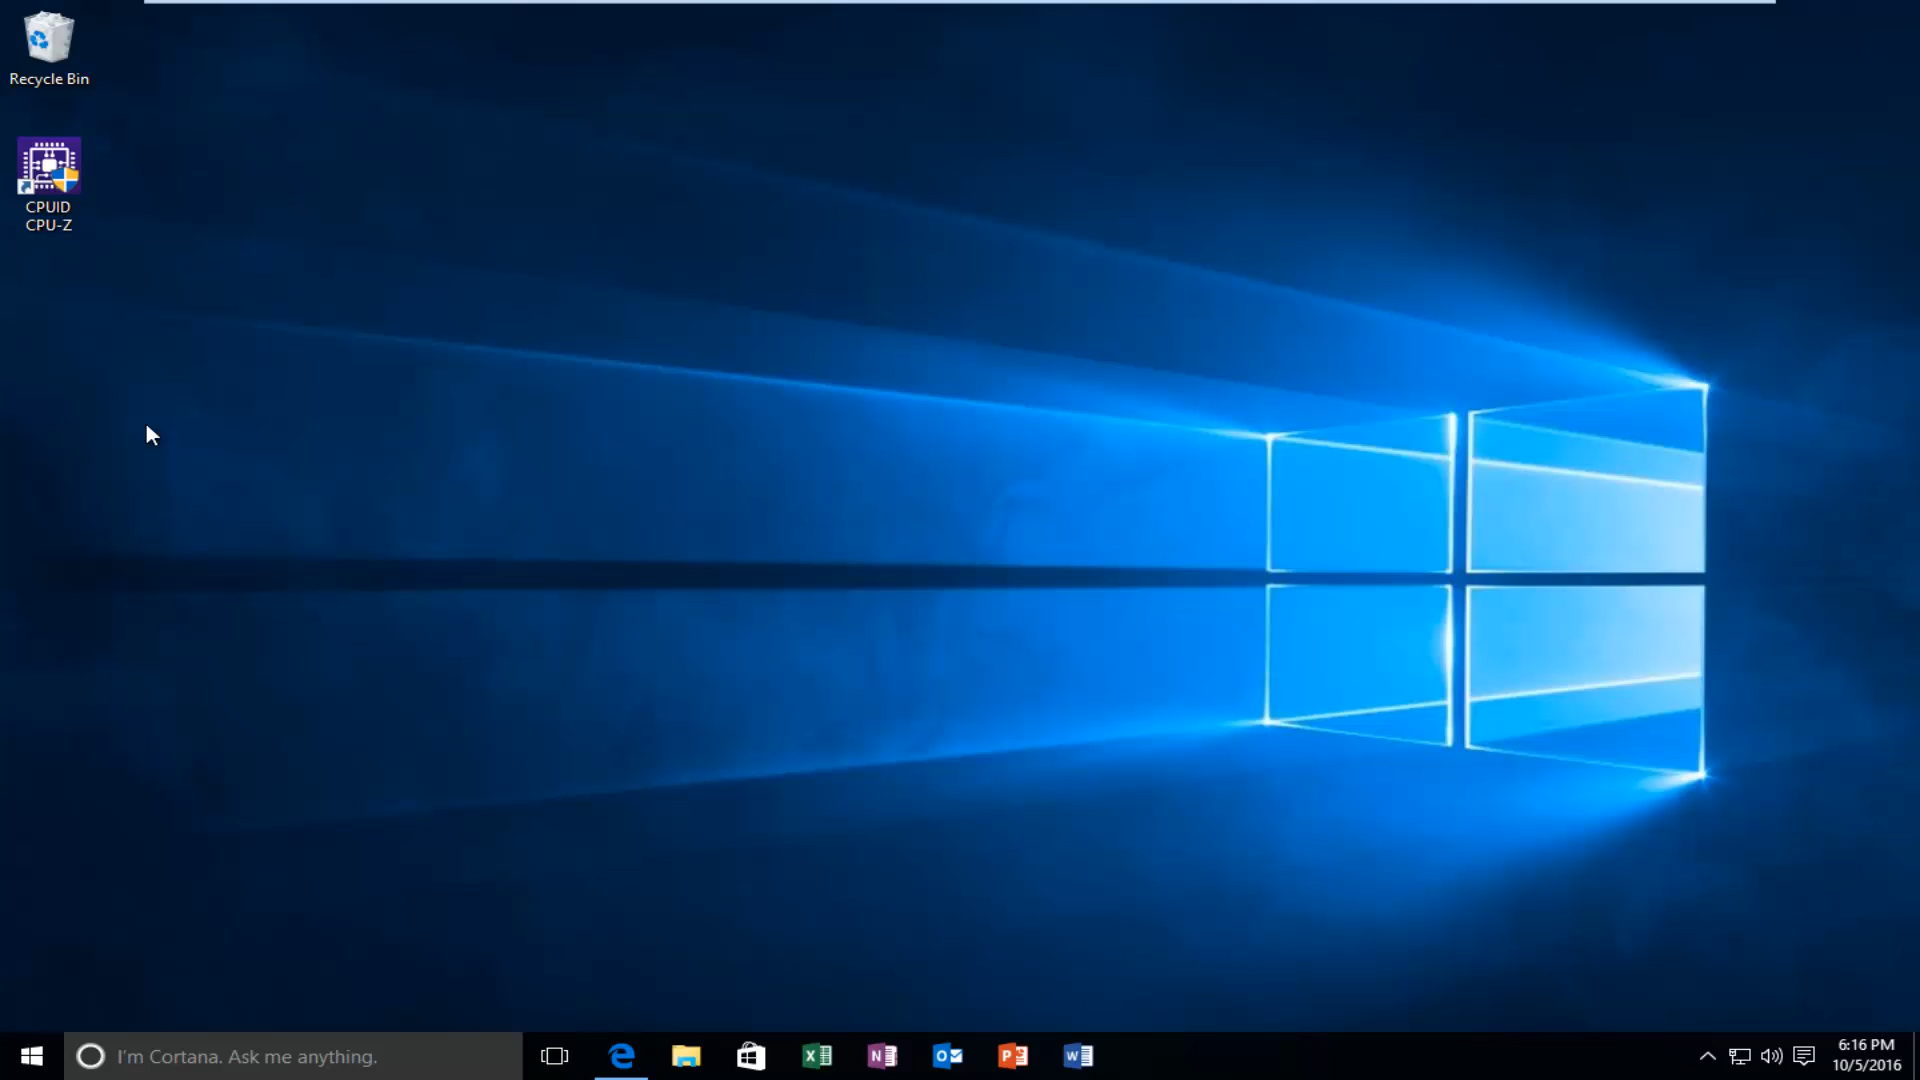 Recycle Bin
CPUID
CPU-Z
I'm Cortana. Ask me anything.
X
N
O
P
W
6:16 PM
10/5/2016